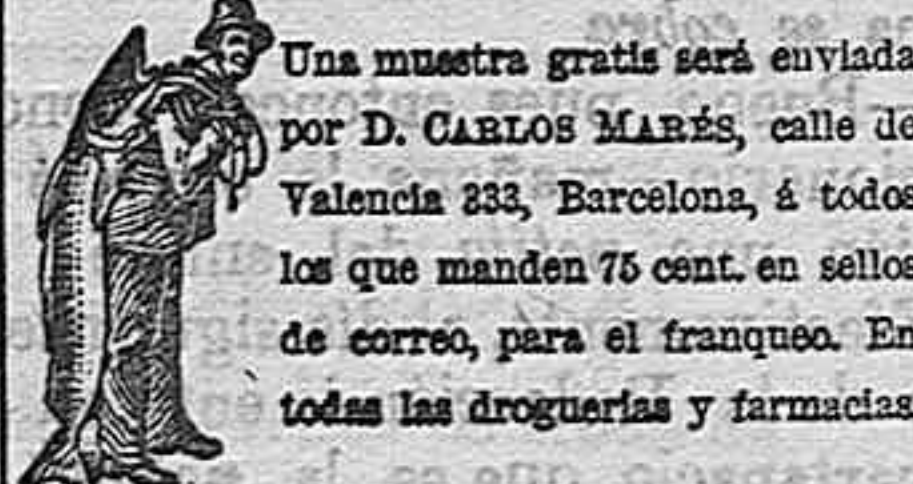 Una muestra gratis será enviada
por D. CARLOS MARÉS, calle de
Valencia 333, Barcelona, á todos
los que manden 75 cent. en sellos
de correo, para el franqueo. En
todas las droguerías y farmacias